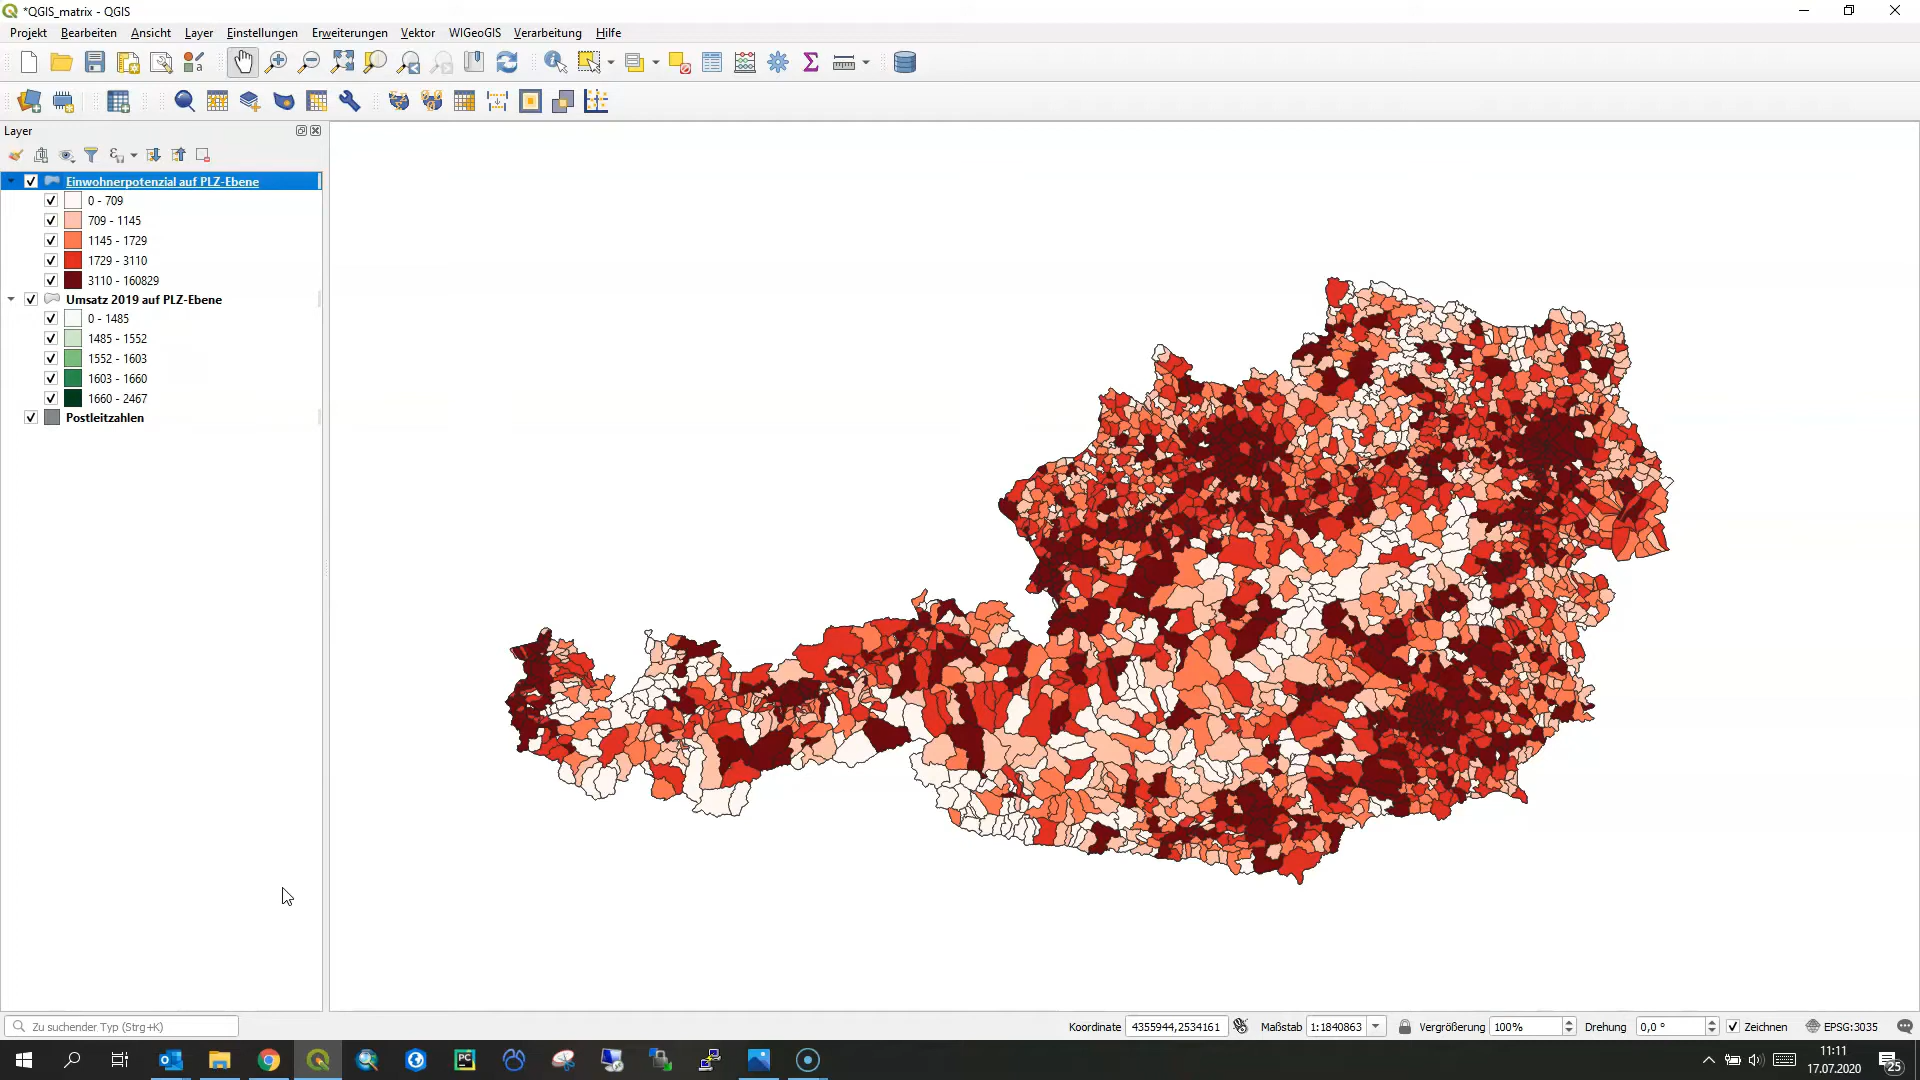 *QGIS_matrix - QGIS
Projekt Bearbeiten Ansicht Layer Einstellungen Erweiterungen Vektor WIGeoGIS Verarbeitung Hilfe
Layer
Einwohnerpotenzial auf PLZ-Ebene
0 - 709
709 - 1145
1145 - 1729
1729 - 3110
3110 - 160829
Umsatz 2019 auf PLZ-Ebene
0 - 1485
1485 - 1552
1552 - 1603
1603 - 1660
1660 - 2467
Postleitzahlen
Zu suchender Typ (Strg+K)
Koordinate 4355944,2534161 Maßstab 1:1840863 Vergrößerung 100% Drehung 0,0 ° Zeichnen EPSG:3035
PC
11:11
17.07.2020
25